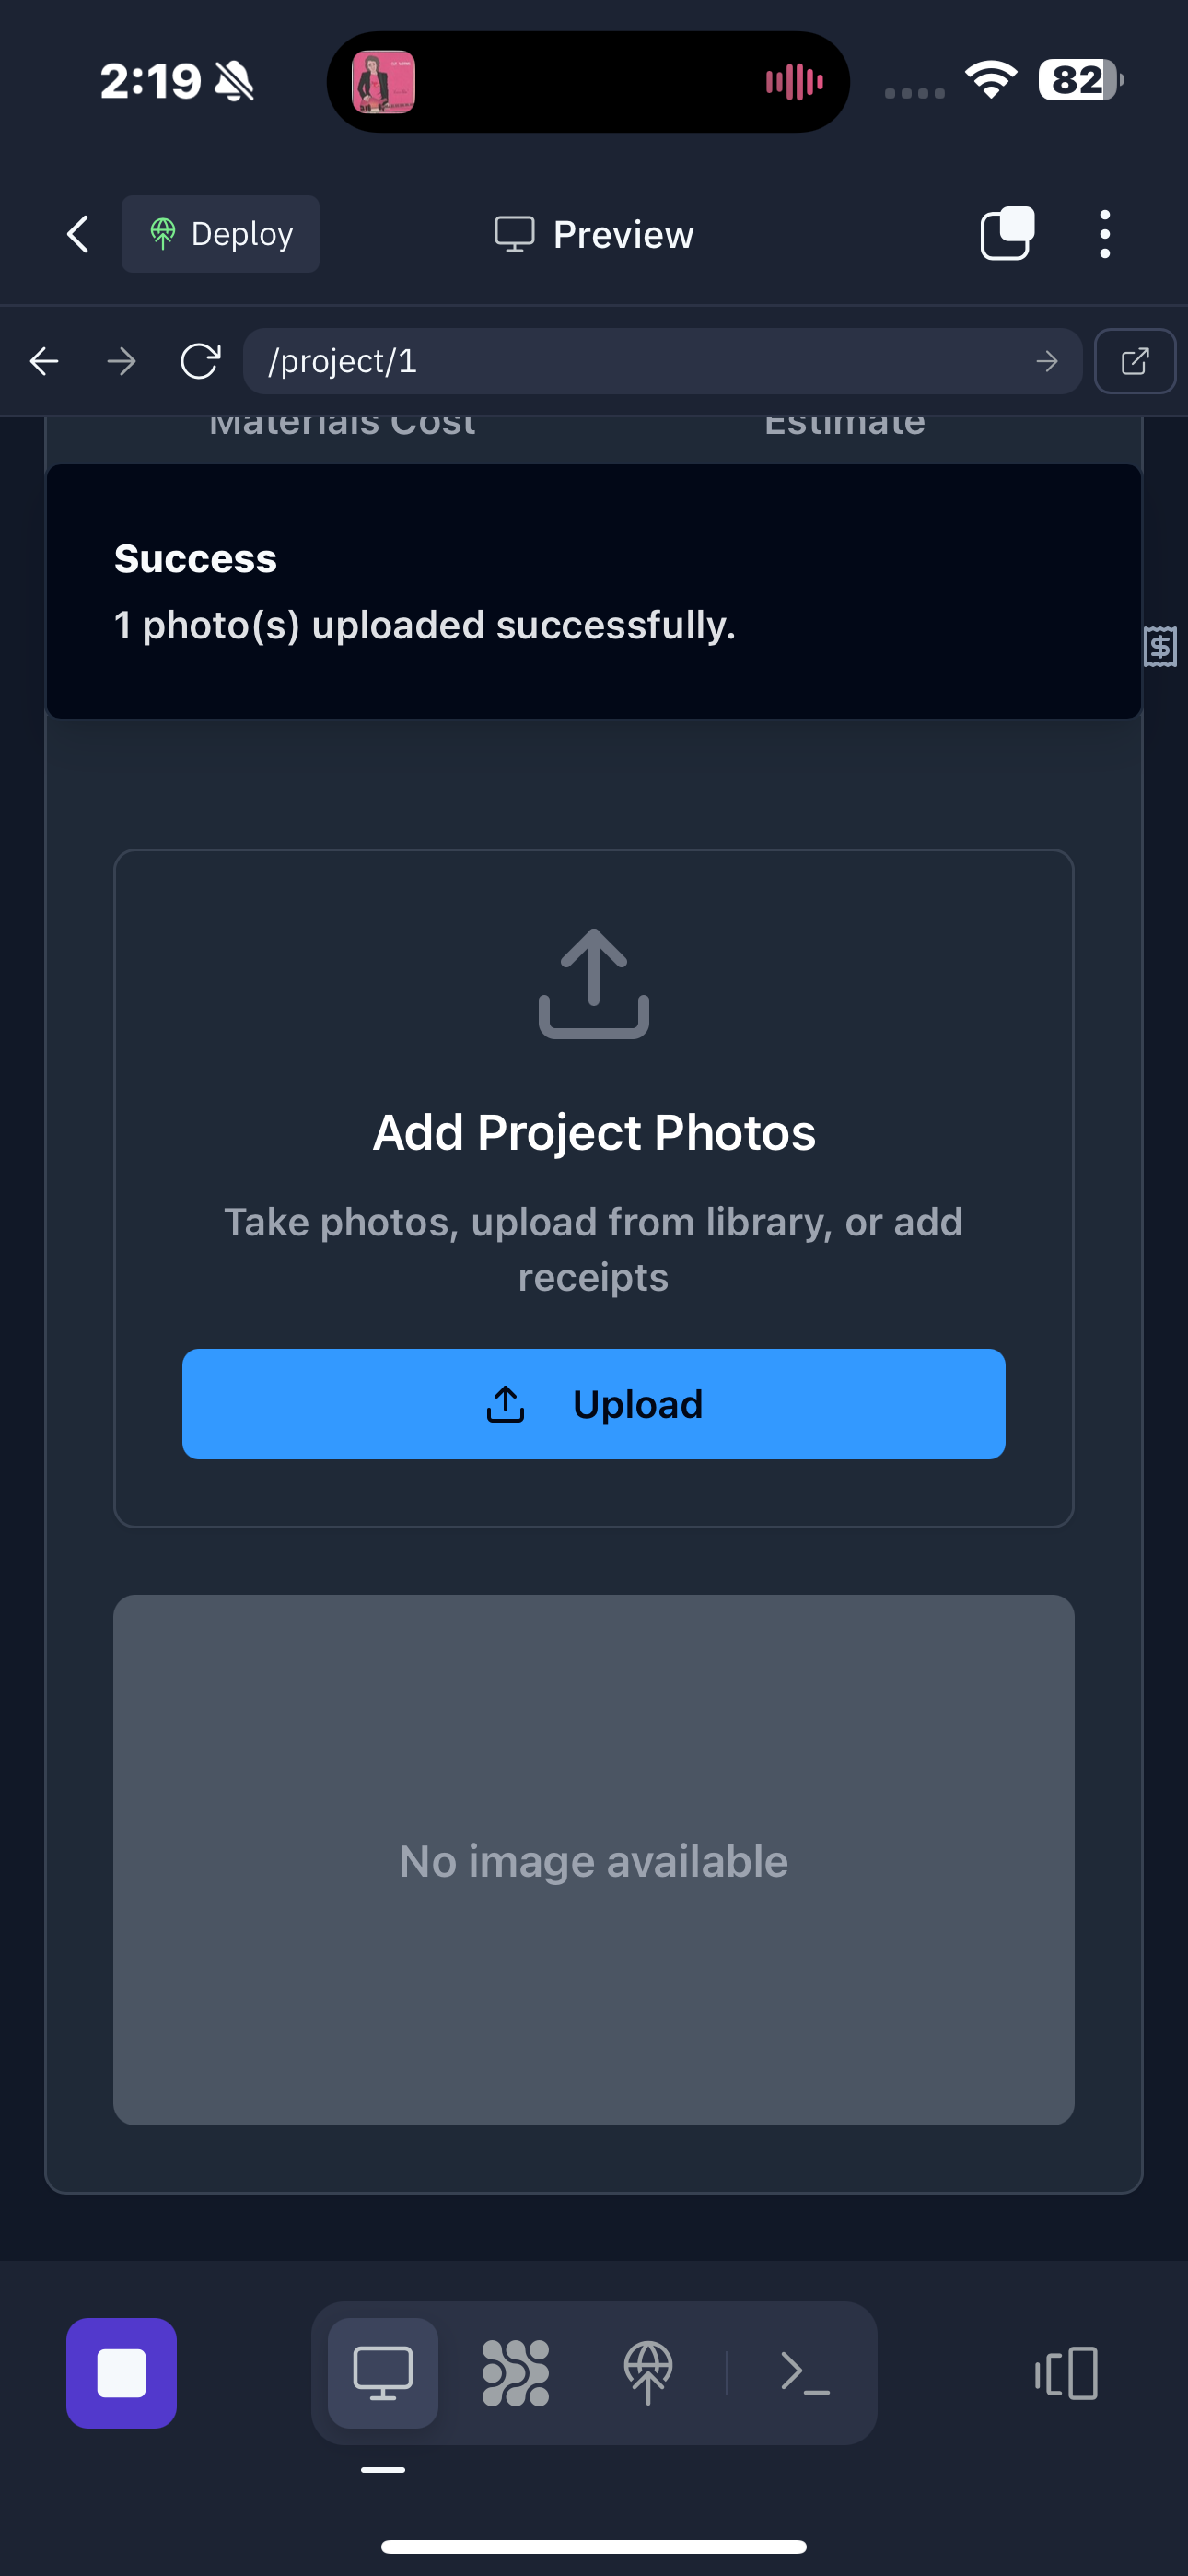 2:19
82
Deploy
Preview
/project/1
Materials Cost
Estimate
Success
1 photo(s) uploaded successfully.
Add Project Photos
Take photos, upload from library, or add
receipts
Upload
No image available